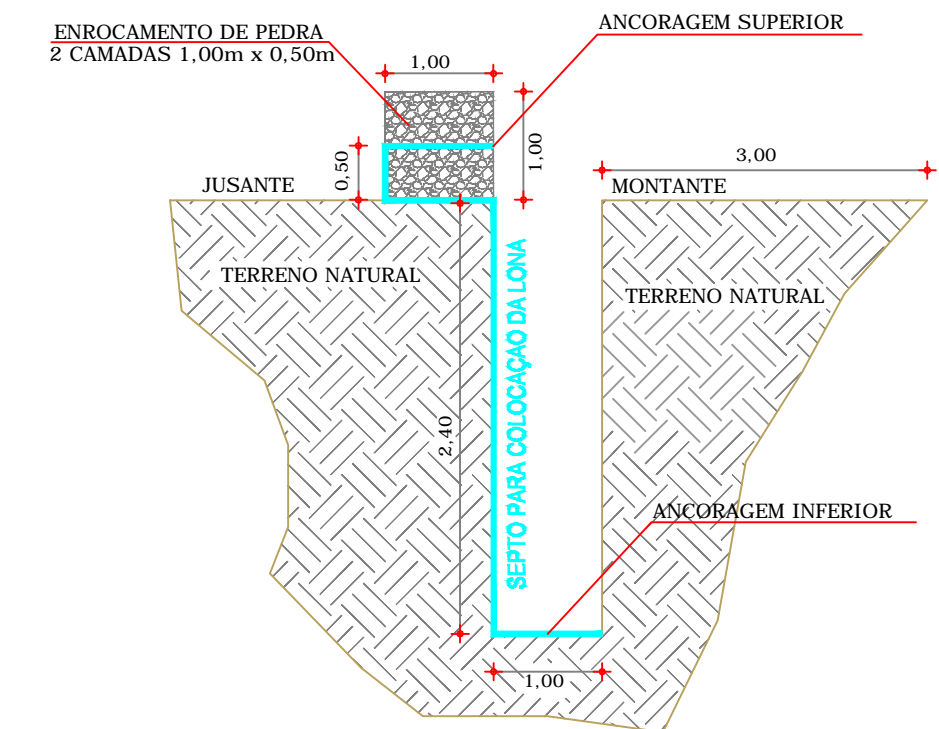 ENROCAMENTO DE PEDRA
2 CAMADAS 1,00m x 0,50m
ANCORAGEM SUPERIOR
1,00
1,00
0,50
3,00
JUSANTE
MONTANTE
TERRENO NATURAL
TERRENO NATURAL
SEPTO PARA COLOCAÇAO DA LONA
2,40
ANCORAGEM INFERIOR
1,00